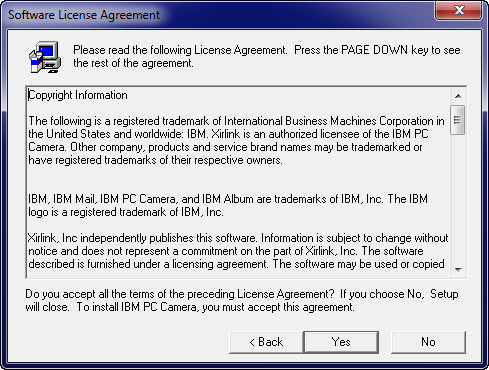 Software License Agreement
Please read the following License Agreement. Press the PAGE DOWN key to see
the rest of the agreement.
Copyright Information
The following is a registered trademark of International Business Machines Corporation in
the United States and worldwide: IBM. Xirlink is an authorized licensee of the IBM PC
Camera. Other company, products and service brand names may be trademarked or
have registered trademarks of their respective owners.
IBM, IBM Mail, IBM PC Camera, and IBM Album are trademarks of IBM, Inc. The IBM
logo is a registered trademark of IBM, Inc.
Xirlink, Inc independently publishes this software. Information is subject to change without
notice and does not represent a commitment on the part of Xirlink, Inc. The software
described is furnished under a licensing agreement. The software may be used or copied
Do you accept all the terms of the preceding License Agreement? If you choose No, Setup
will close. To install IBM PC Camera, you must accept this agreement.
< Back Yes No